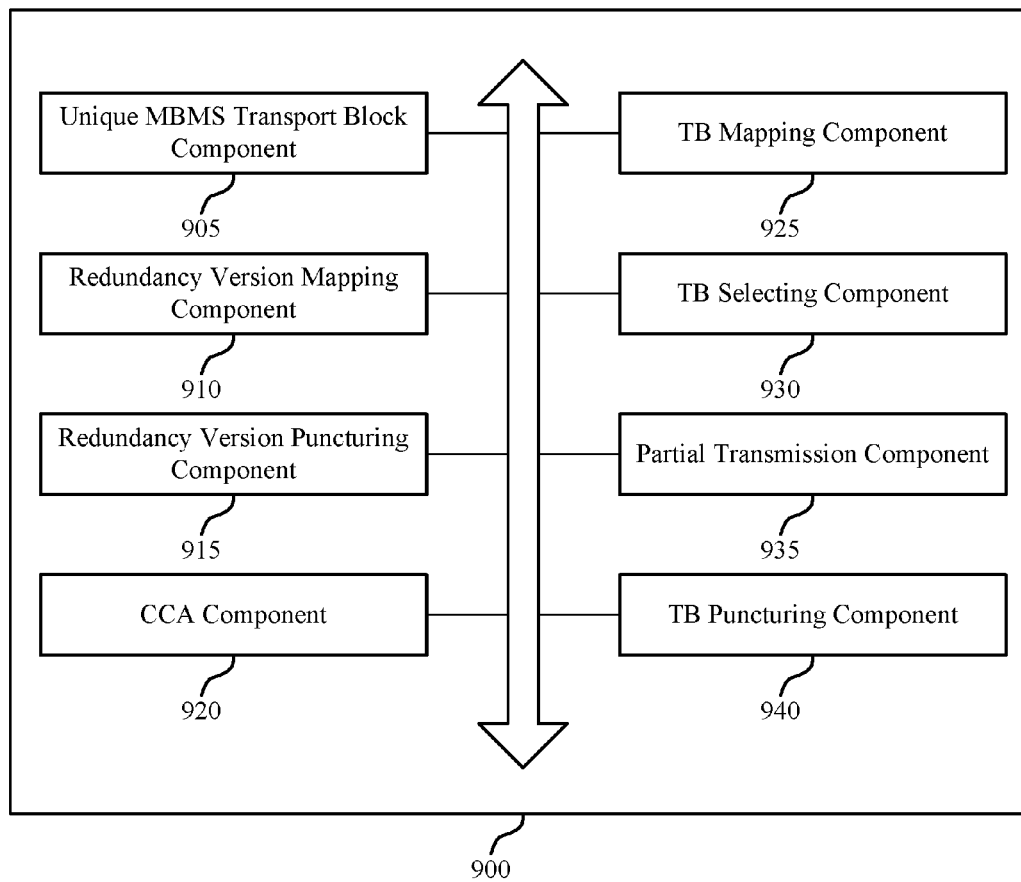 Unique MBMS Transport Block
Component
905
Redundancy Version Mapping
Component
910
Redundancy Version Puncturing
Component
915
CCA Component
920
TB Mapping Component
925
TB Selecting Component
930
Partial Transmission Component
935
TB Puncturing Component
940
900